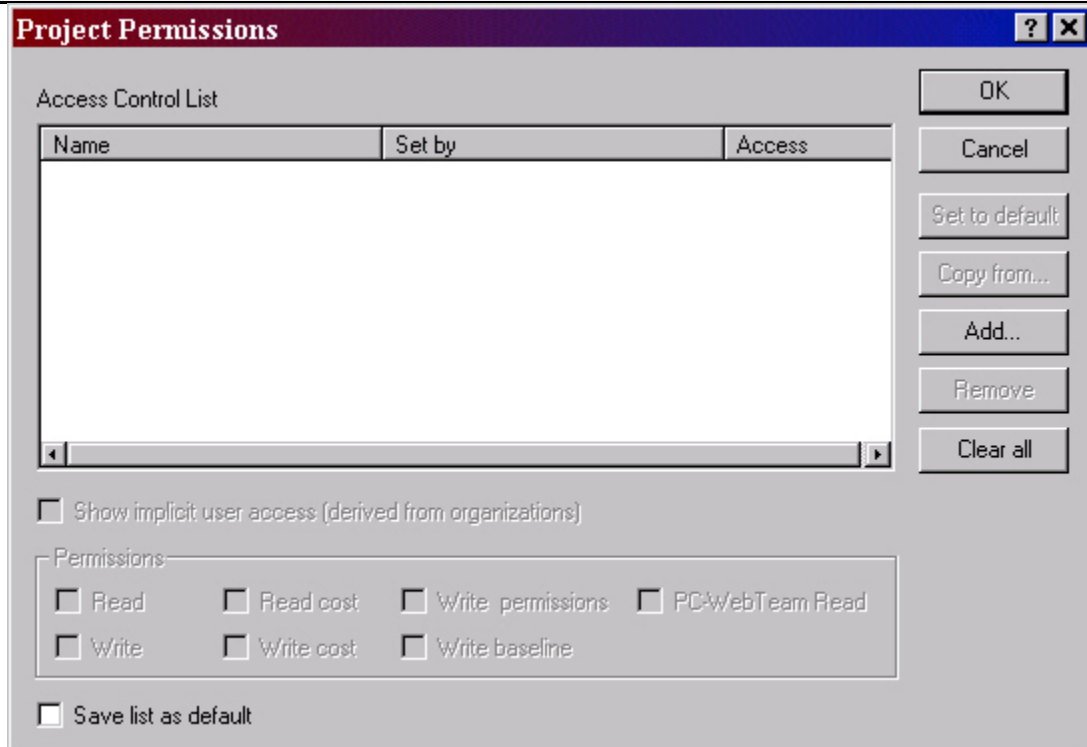 Project Permissions
Access Control List
Name Set by Access
OK
Cancel
Set to default
Copy from...
Add...
Remove
Clear all
Show implicit user access (derived from organizations)
Permissions
Read Read cost Write permissions PC-WebTeam Read
Write Write cost Write baseline
Save list as default